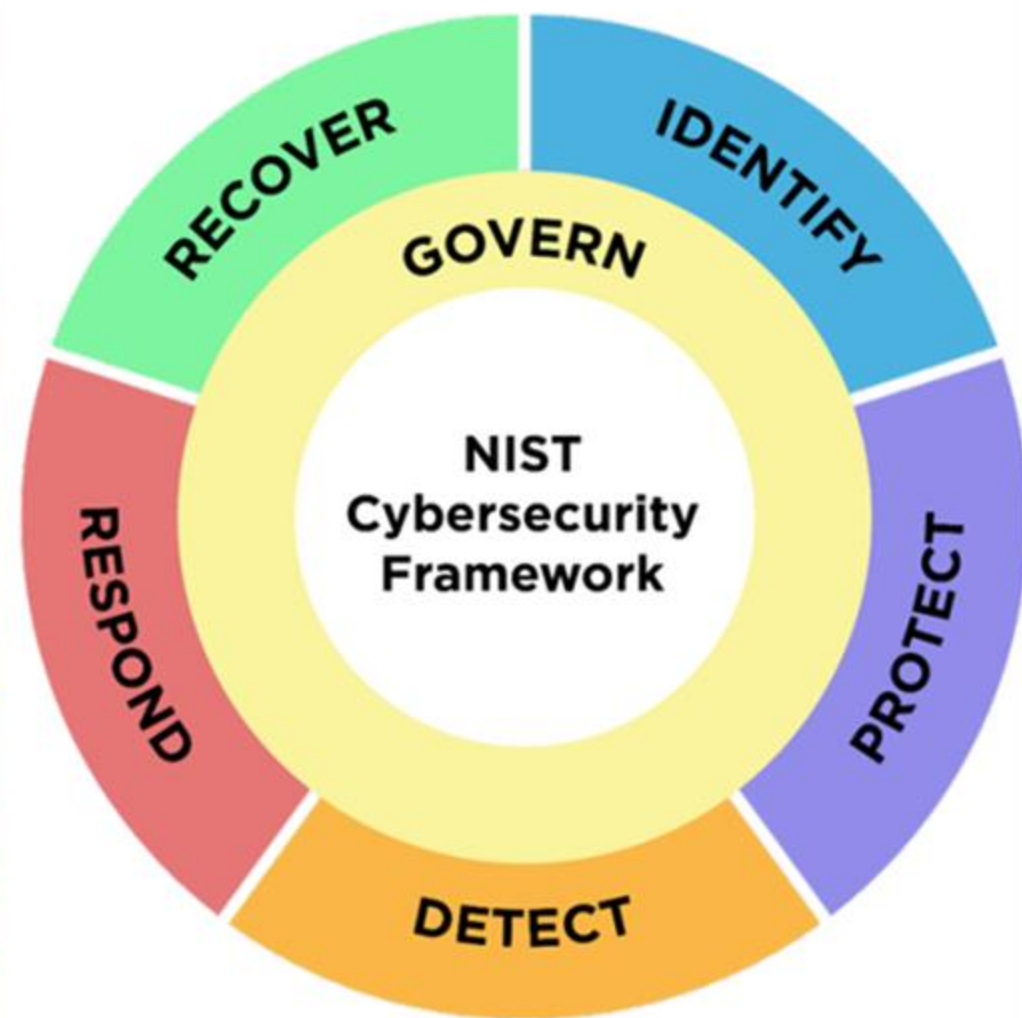 RECOVER
IDENTIFY
GOVERN
NIST
Cybersecurity
Framework
RESPOND
PROTECT
DETECT